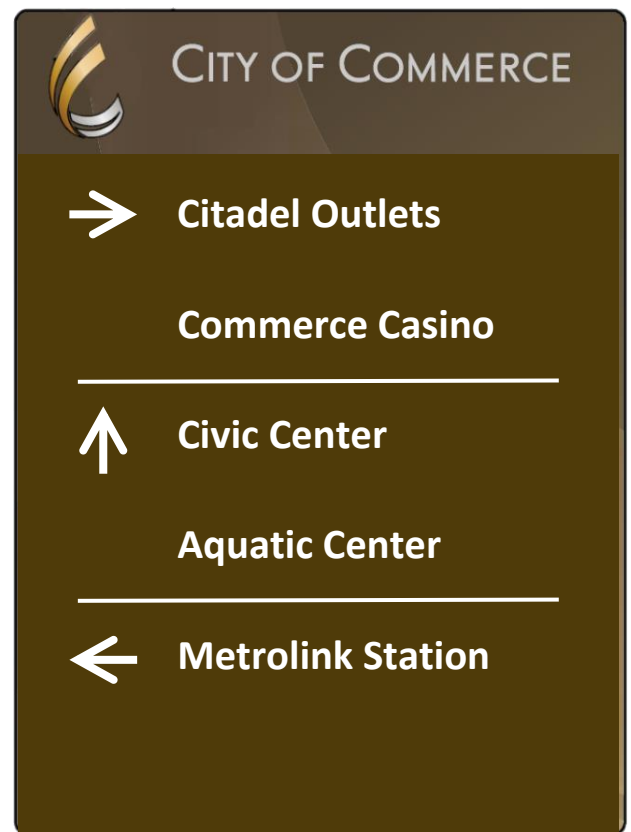 City of Commerce
Citadel Outlets
Commerce Casino
Civic Center
Aquatic Center
Metrolink Station